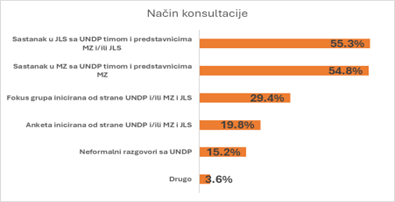 Način konsultacije
Sastanak u JLS sa UNDP timom i predstavnicima
MZ i/ili JLS
55.3%
Sastanak u MZ sa UNDP timom i predstavnicima
MZ
54.8%
Fokus grupa inicirana od strane UNDP i/ili MZ i JLS
29.4%
Anketa inicirana od strane UNDP i/ili MZ i JLS
19.8%
Neformalni razgovori sa UNDP
15.2%
Drugo
3.6%